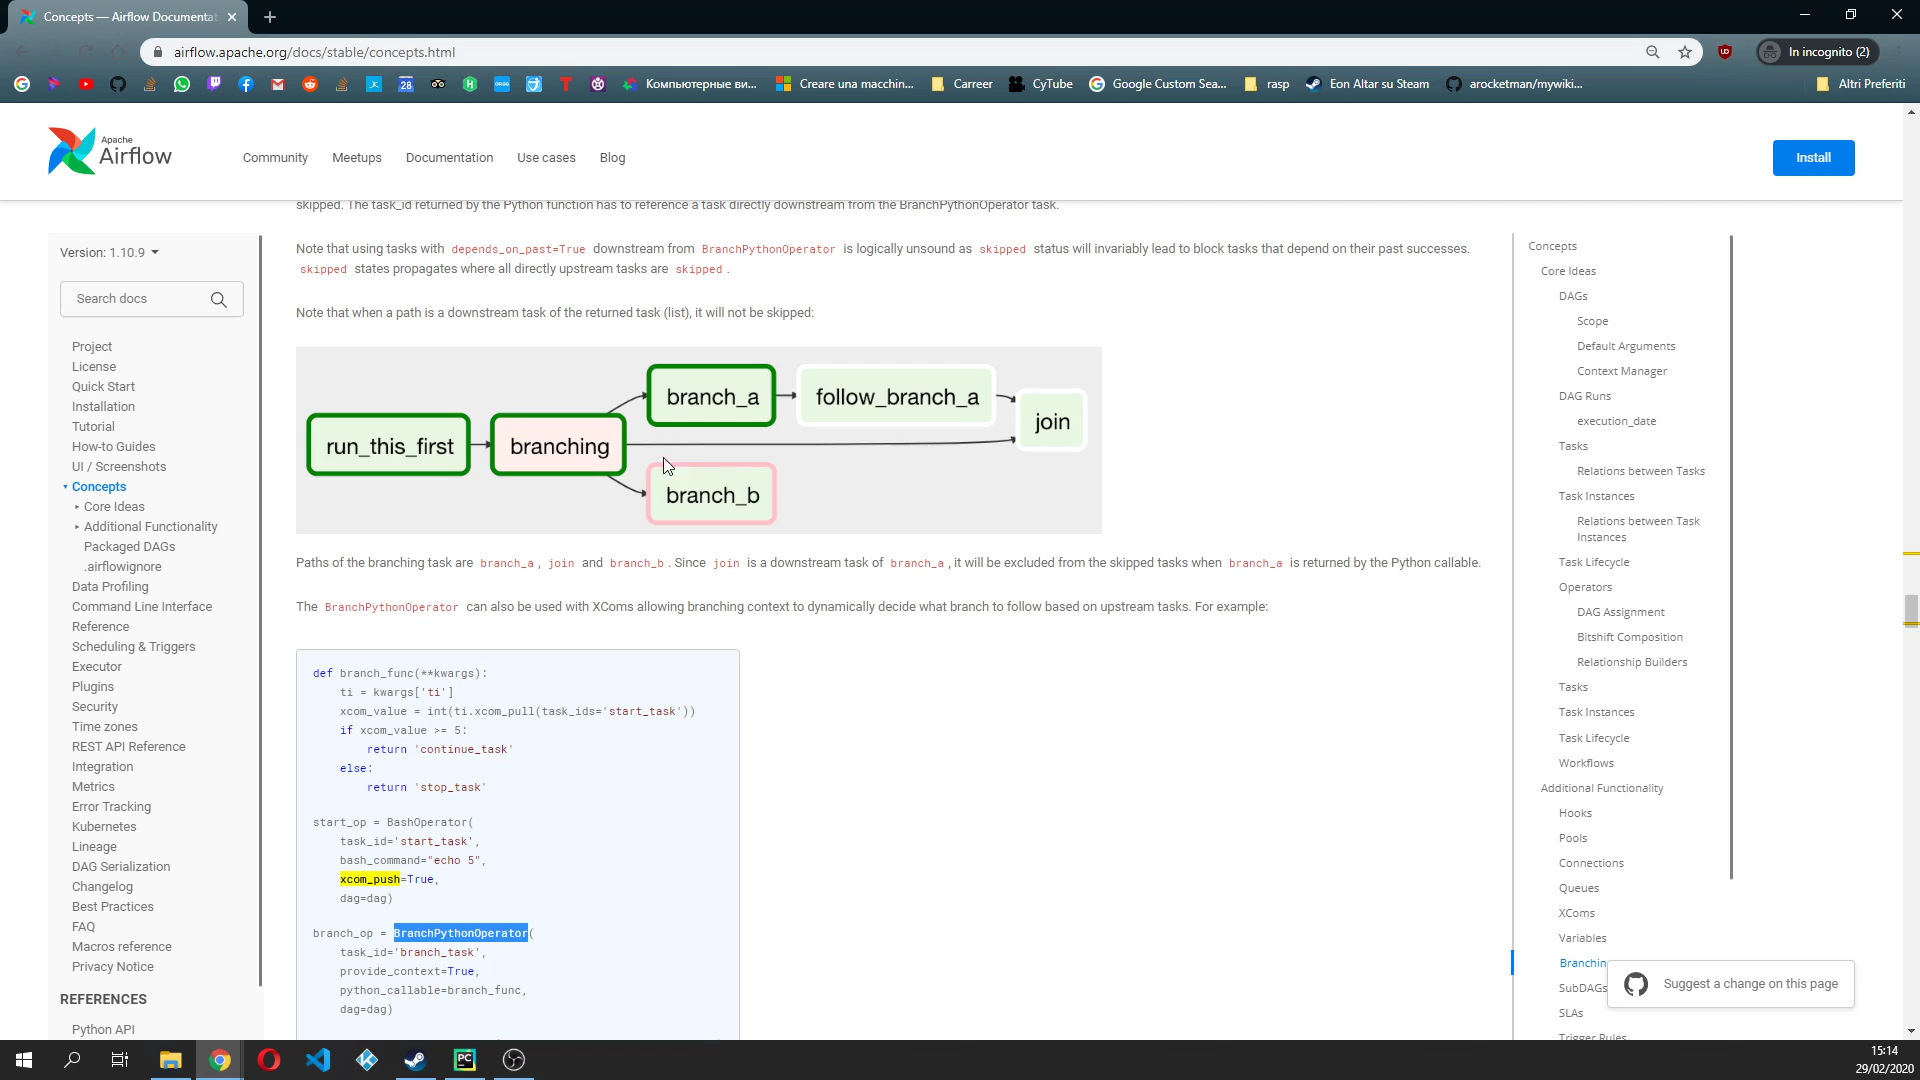 Concepts — Airflow Documentat
airflow.apache.org/docs/stable/concepts.html
In incognito (2)
28
Компьютерные ви...
Creare una macchin...
Carreer
CyTube
Google Custom Sea...
rasp
Eon Altar su Steam
arocketman/mywiki...
Altri Preferiti
Apache
Airflow
Community
Meetups
Documentation
Use cases
Blog
Install
skipped. The task_id returned by the Python function has to reference a task directly downstream from the BranchPythonOperator task.
Version: 1.10.9
Search docs
Project
License
Quick Start
Installation
Tutorial
How-to Guides
UI / Screenshots
Concepts
Core Ideas
Additional Functionality
Packaged DAGs
.airflowignore
Data Profiling
Command Line Interface
Reference
Scheduling & Triggers
Executor
Plugins
Security
Time zones
REST API Reference
Integration
Metrics
Error Tracking
Kubernetes
Lineage
DAG Serialization
Changelog
Best Practices
FAQ
Macros reference
Privacy Notice
REFERENCES
Python API
Note that using tasks with depends_on_past=True downstream from BranchPythonOperator is logically unsound as skipped status will invariably lead to block tasks that depend on their past successes.
skipped states propagates where all directly upstream tasks are skipped .
Note that when a path is a downstream task of the returned task (list), it will not be skipped:
run_this_first
branching
branch_a
follow_branch_a
join
branch_b
Paths of the branching task are branch_a , join and branch_b . Since join is a downstream task of branch_a , it will be excluded from the skipped tasks when branch_a is returned by the Python callable.
The BranchPythonOperator can also be used with XComs allowing branching context to dynamically decide what branch to follow based on upstream tasks. For example:
def branch_func(**kwargs):
    ti = kwargs['ti']
    xcom_value = int(ti.xcom_pull(task_ids='start_task'))
    if xcom_value >= 5:
        return 'continue_task'
    else:
        return 'stop_task'
start_op = BashOperator(
    task_id='start_task',
    bash_command="echo 5",
    xcom_push=True,
    dag=dag)
branch_op = BranchPythonOperator(
    task_id='branch_task',
    provide_context=True,
    python_callable=branch_func,
    dag=dag)
Concepts
Core Ideas
DAGs
Scope
Default Arguments
Context Manager
DAG Runs
execution_date
Tasks
Relations between Tasks
Task Instances
Relations between Task
Instances
Task Lifecycle
Operators
DAG Assignment
Bitshift Composition
Relationship Builders
Tasks
Task Instances
Task Lifecycle
Workflows
Additional Functionality
Hooks
Pools
Connections
Queues
XComs
Variables
Branchin
SubDAGs
SLAs
Trigger Rules
Suggest a change on this page
15:14
29/02/2020